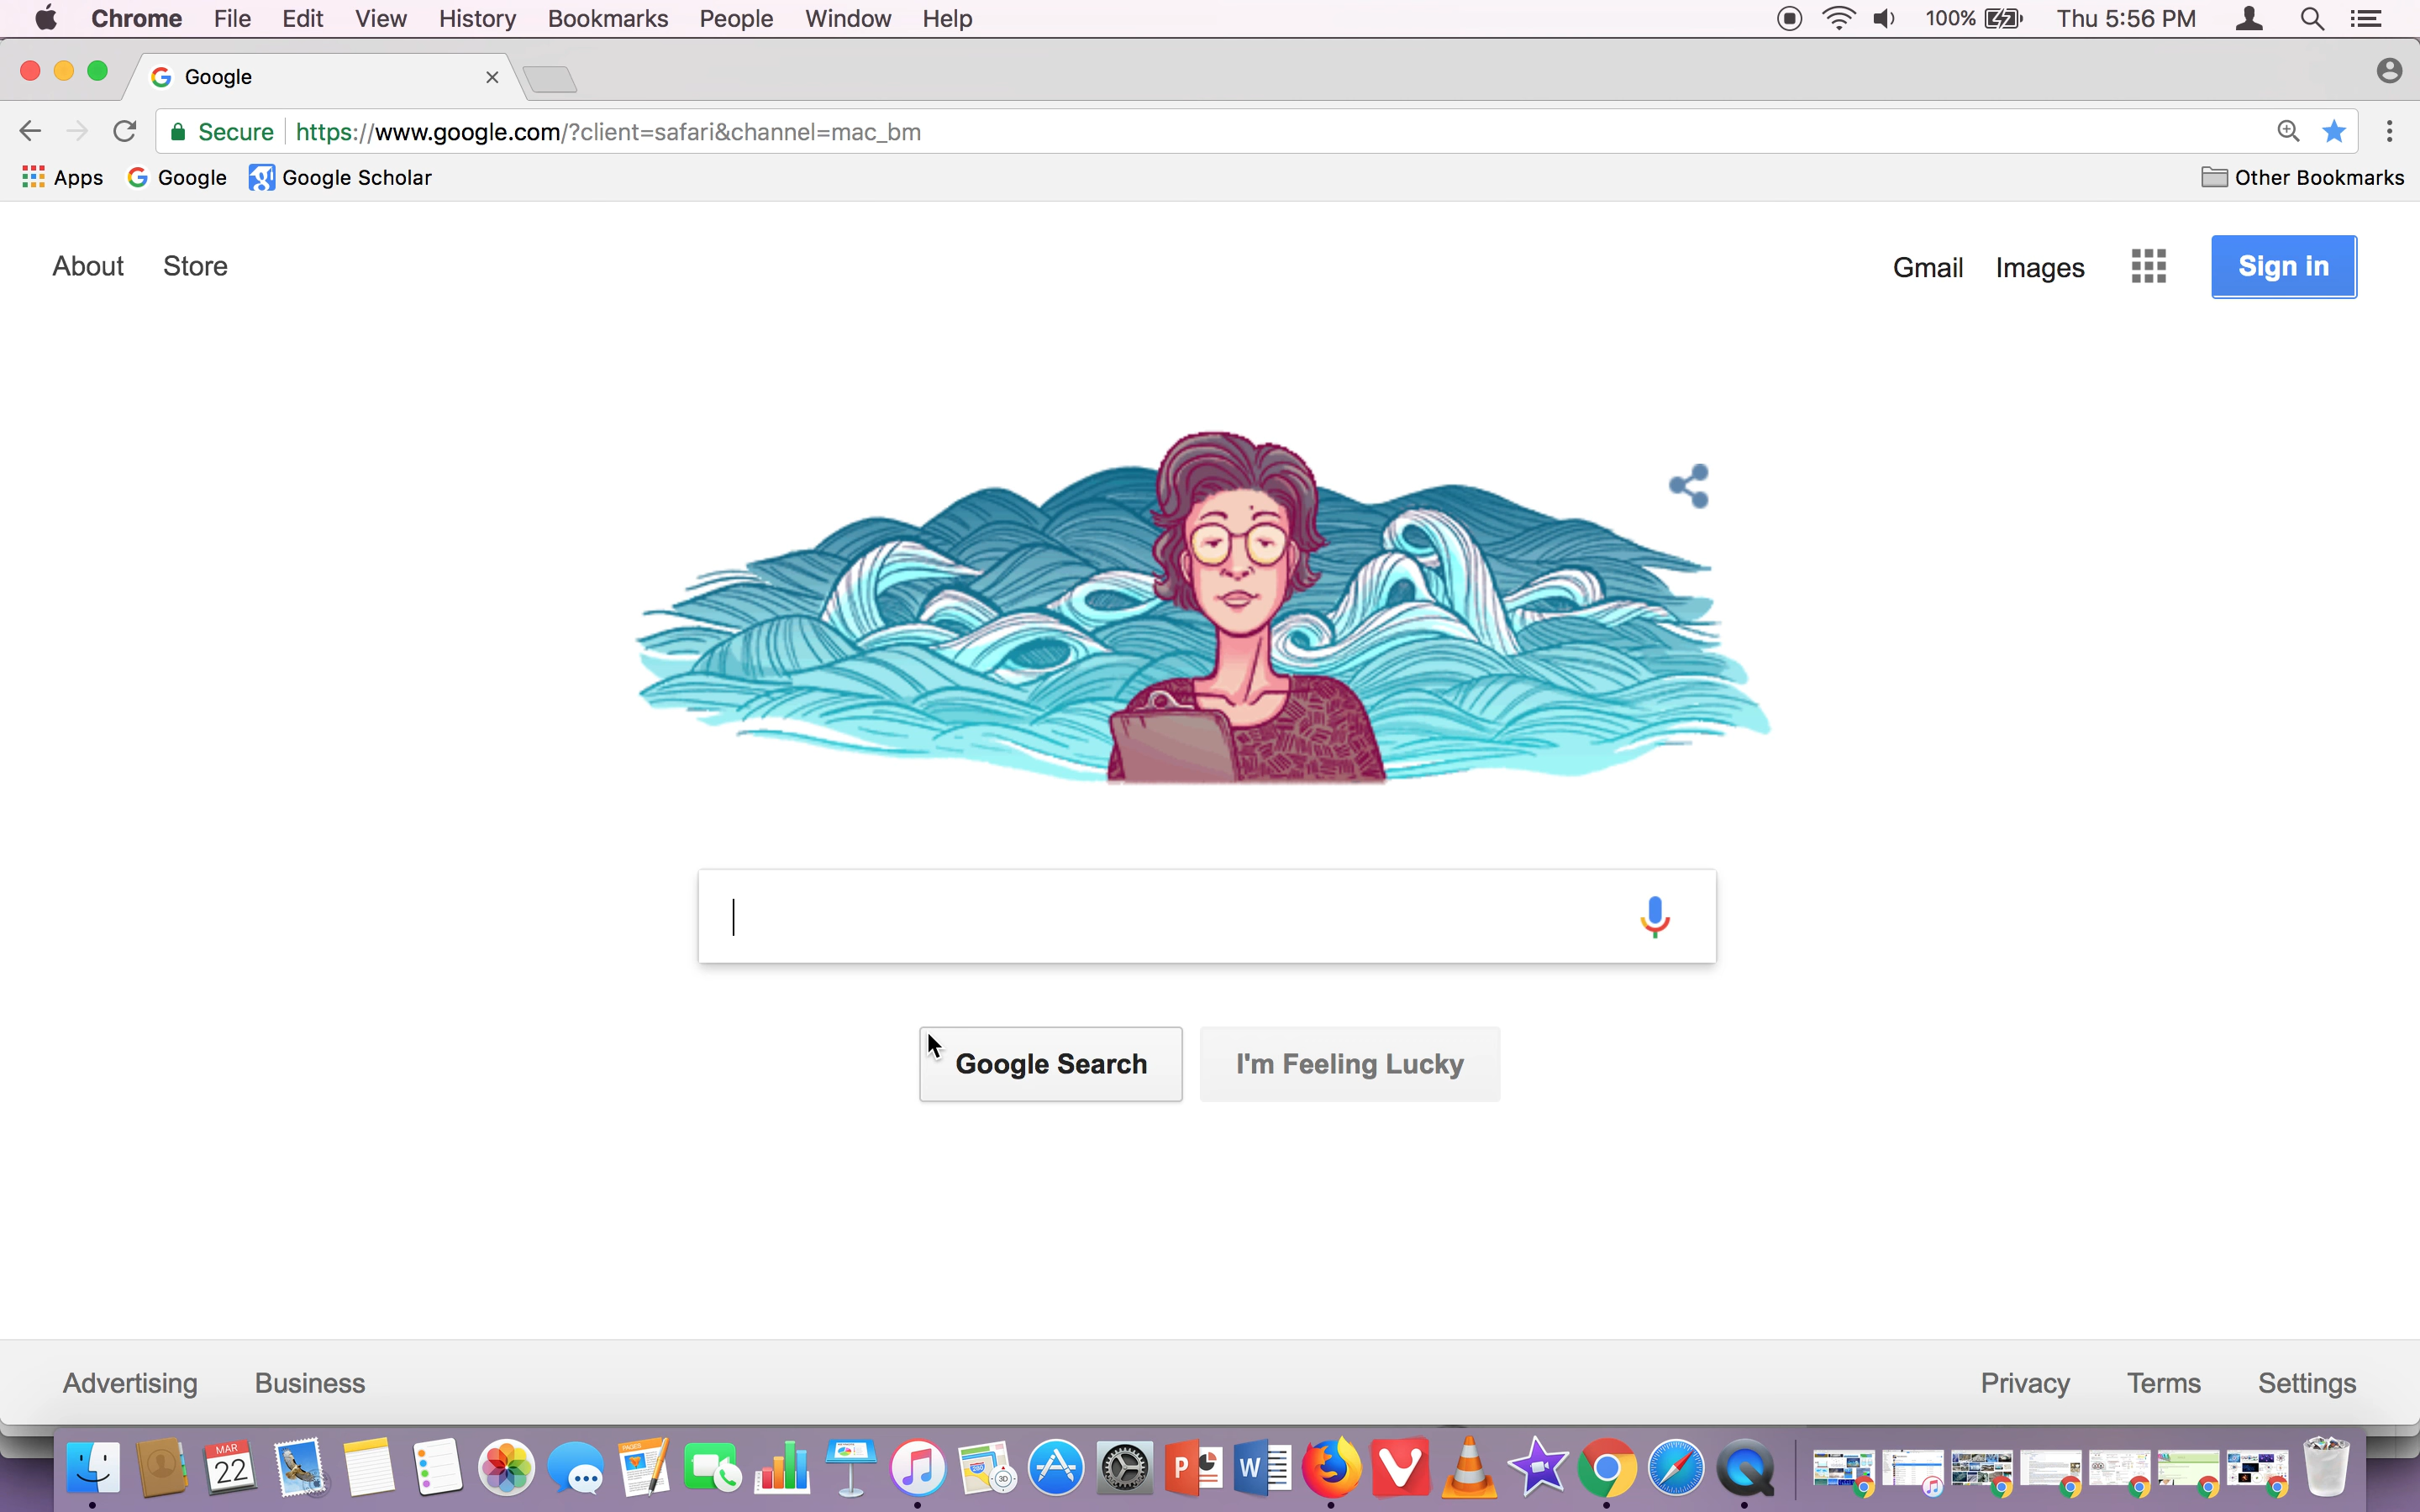 Chrome File Edit View History Bookmarks People Window Help 100% Thu 5:56 PM
Google
Secure https://www.google.com/?client=safari&channel=mac_bm
Apps Google Google Scholar Other Bookmarks
About Store Gmail Images Sign in
Google Search I'm Feeling Lucky
Advertising Business Privacy Terms Settings
MAR
22
PAGES
3D
P W